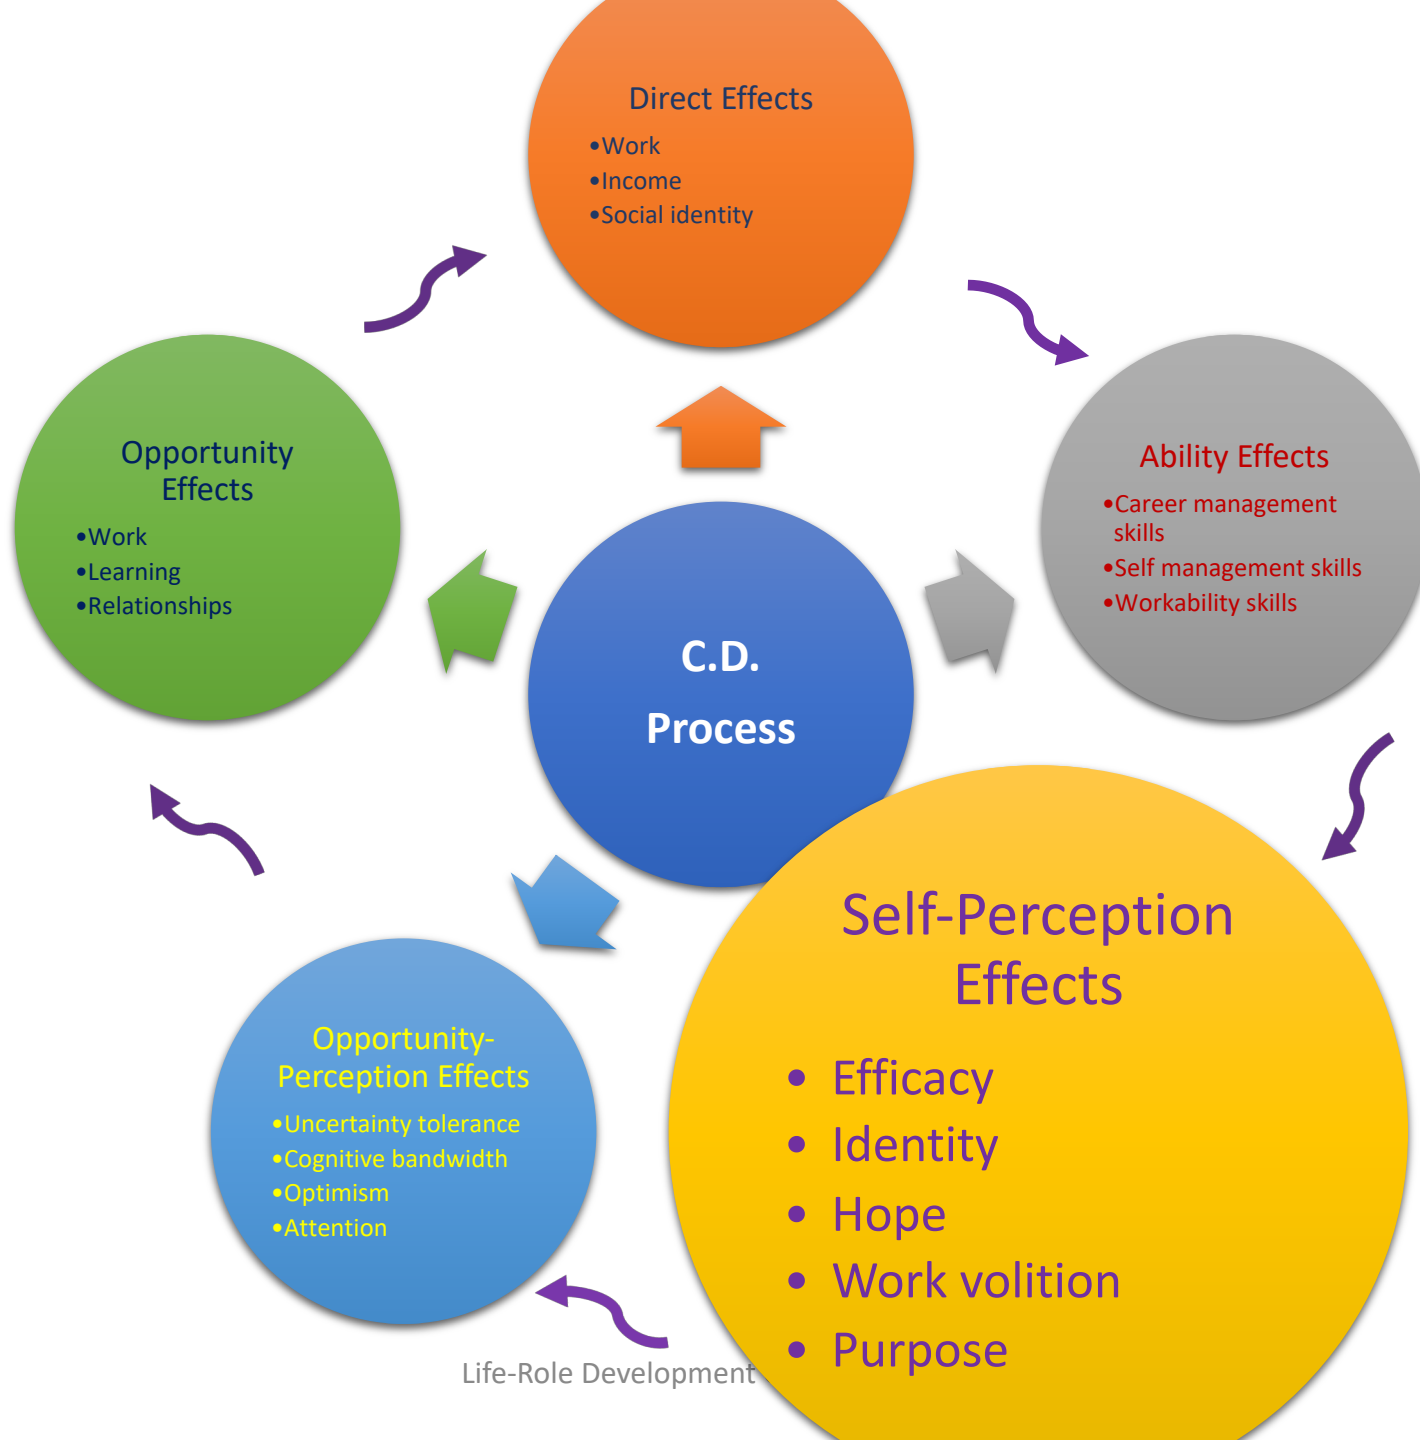 Direct Effects
•Work
•Income
•Social identity
Opportunity
Effects
•Work
•Learning
•Relationships
Ability Effects
•Career management
skills
•Self management skills
•Workability skills
C.D.
Process
Self-Perception
Effects
• Efficacy
• Identity
• Hope
• Work volition
• Purpose
Opportunity-
Perception Effects
•Uncertainty tolerance
•Cognitive bandwidth
•Optimism
•Attention
Life-Role Development